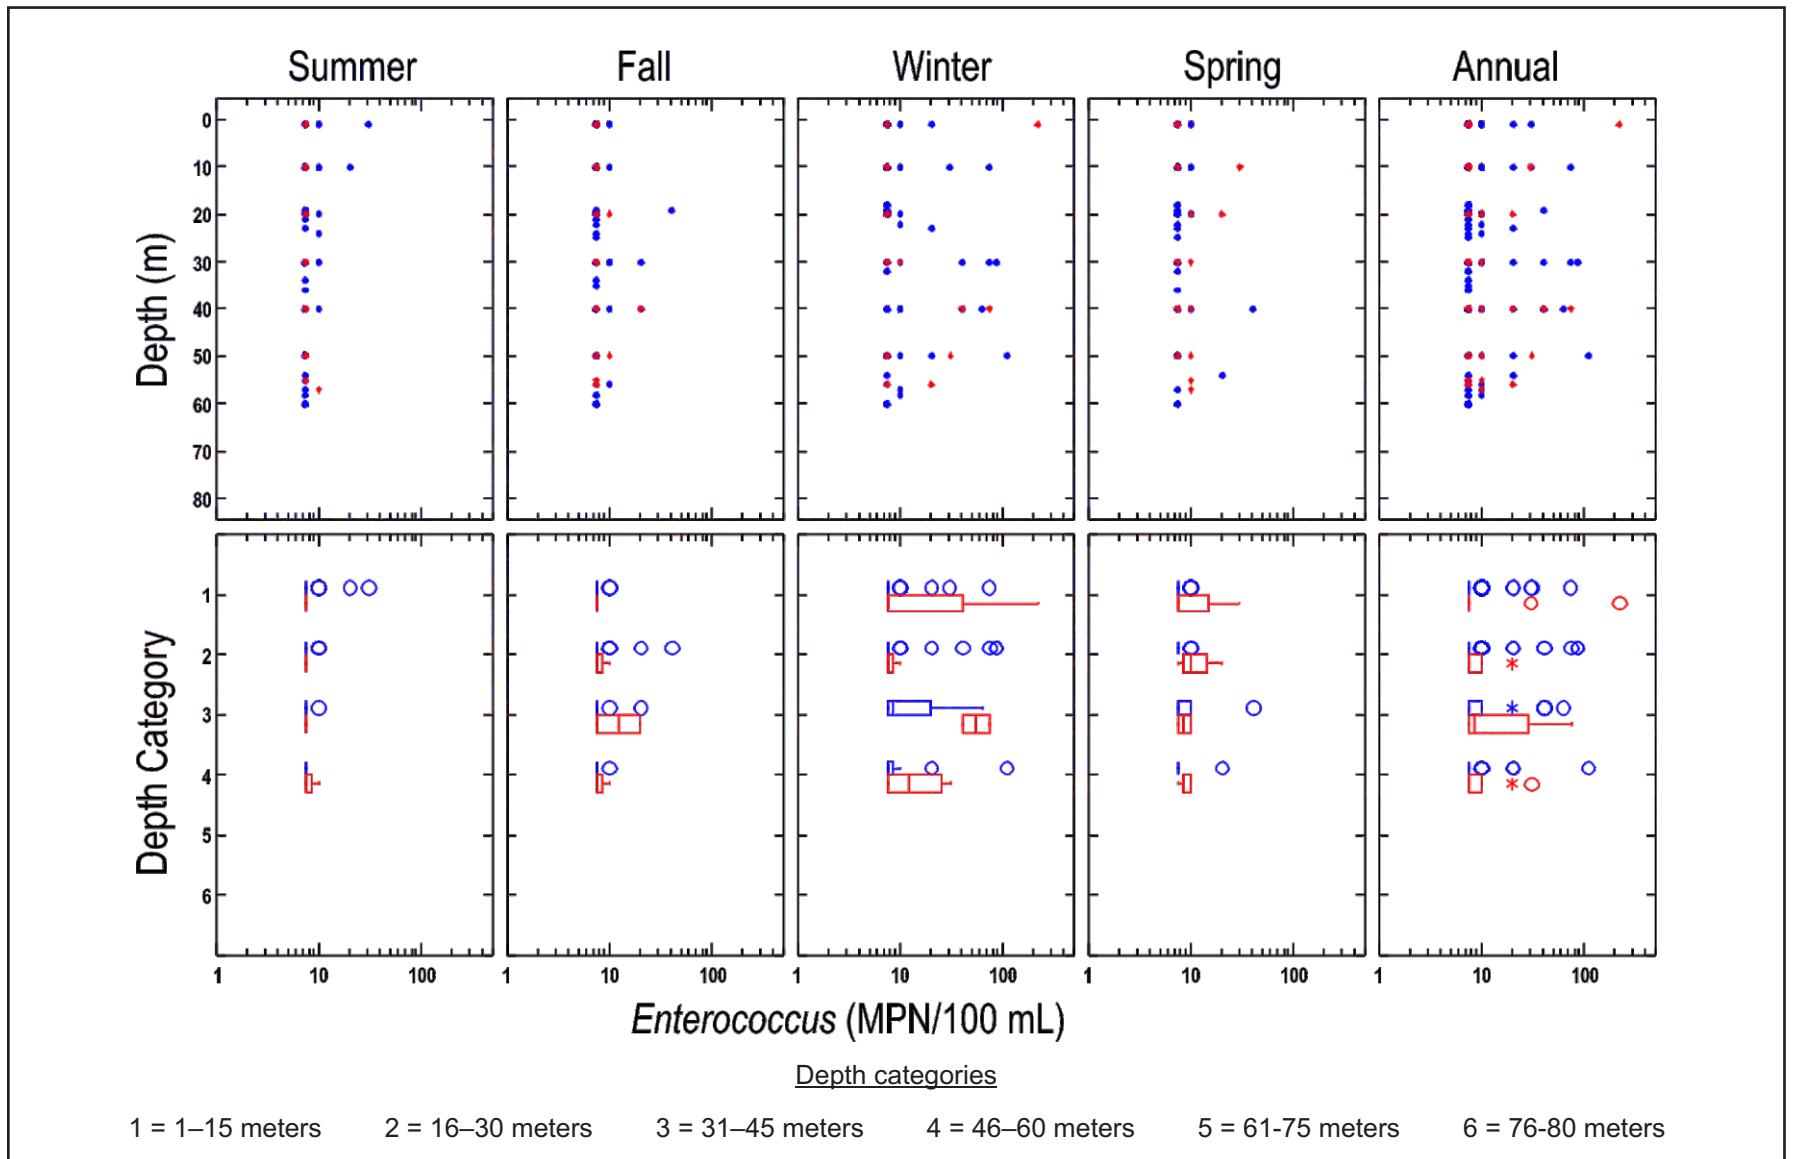 Summer Fall Winter Spring Annual
0
10
20
30
40
50
60
70
80
Depth (m)
1
2
3
4
5
6
Depth Category
1 10 100 1 10 100 1 10 100 1 10 100 1 10 100
Enterococcus (MPN/100 mL)
Depth categories
1 = 1–15 meters 2 = 16–30 meters 3 = 31–45 meters 4 = 46–60 meters 5 = 61-75 meters 6 = 76-80 meters